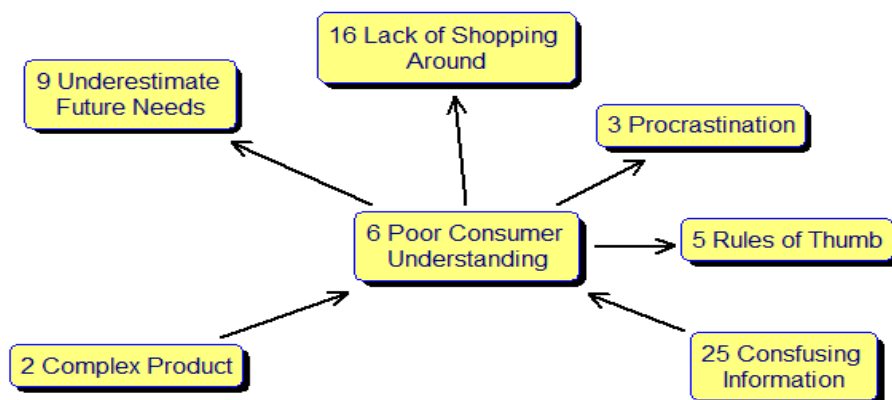 16 Lack of Shopping
Around
9 Underestimate
Future Needs
3 Procrastination
6 Poor Consumer
Understanding
5 Rules of Thumb
2 Complex Product
25 Consfusing
Information